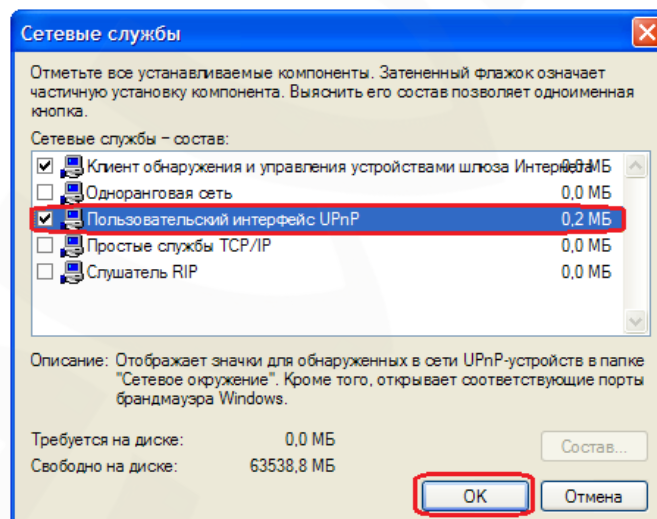 Сетевые службы
Отметьте все устанавливаемые компоненты. Затененный флажок означает
частичную установку компонента. Выяснить его состав позволяет одноименная
кнопка.
Сетевые службы – состав:
Клиент обнаружения и управления устройствами шлюза Интернета
Одноранговая сеть 0,0 МБ
Пользовательский интерфейс UPnP 0,2 МБ
Простые службы TCP/IP 0,0 МБ
Слушатель RIP 0,0 МБ
Описание: Отображает значки для обнаруженных в сети UPnP-устройств в папке
"Сетевое окружение". Кроме того, открывает соответствующие порты
брандмауэра Windows.
Требуется на диске: 0,0 МБ
Состав...
Свободно на диске: 63538,8 МБ
OK Отмена